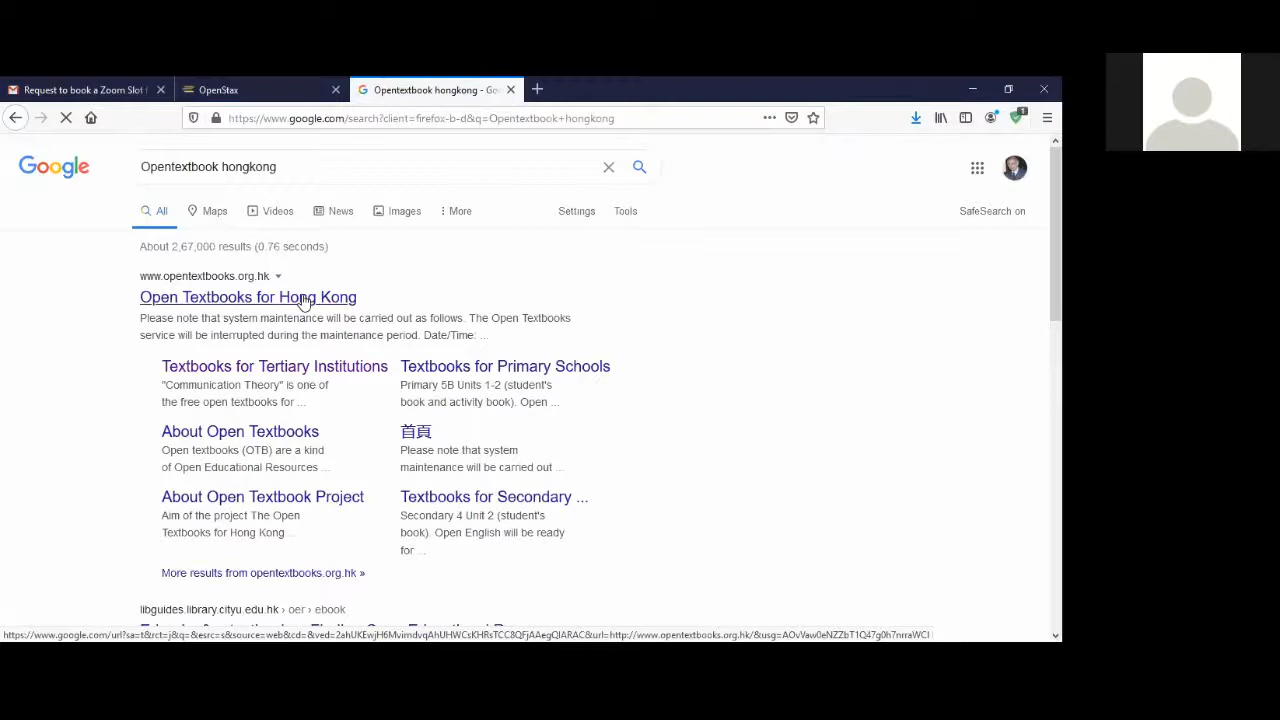 Request to book a Zoom Slot f
OpenStax
Opentextbook hongkong - Goo
https://www.google.com/search?client=firefox-b-d&q=Opentextbook+hongkong
1
Google
Opentextbook hongkong
All
Maps
Videos
News
Images
More
Settings
Tools
SafeSearch on
About 2,67,000 results (0.76 seconds)
www.opentextbooks.org.hk
Open Textbooks for Hong Kong
Please note that system maintenance will be carried out as follows. The Open Textbooks
service will be interrupted during the maintenance period. Date/Time: ...
Textbooks for Tertiary Institutions
"Communication Theory" is one of
the free open textbooks for ...
Textbooks for Primary Schools
Primary 5B Units 1-2 (student's
book and activity book). Open ...
About Open Textbooks
Open textbooks (OTB) are a kind
of Open Educational Resources ...
首頁
Please note that system
maintenance will be carried out ...
About Open Textbook Project
Aim of the project The Open
Textbooks for Hong Kong ...
Textbooks for Secondary ...
Secondary 4 Unit 2 (student's
book). Open English will be ready
for ...
More results from opentextbooks.org.hk »
libguides.library.cityu.edu.hk › oer › ebook